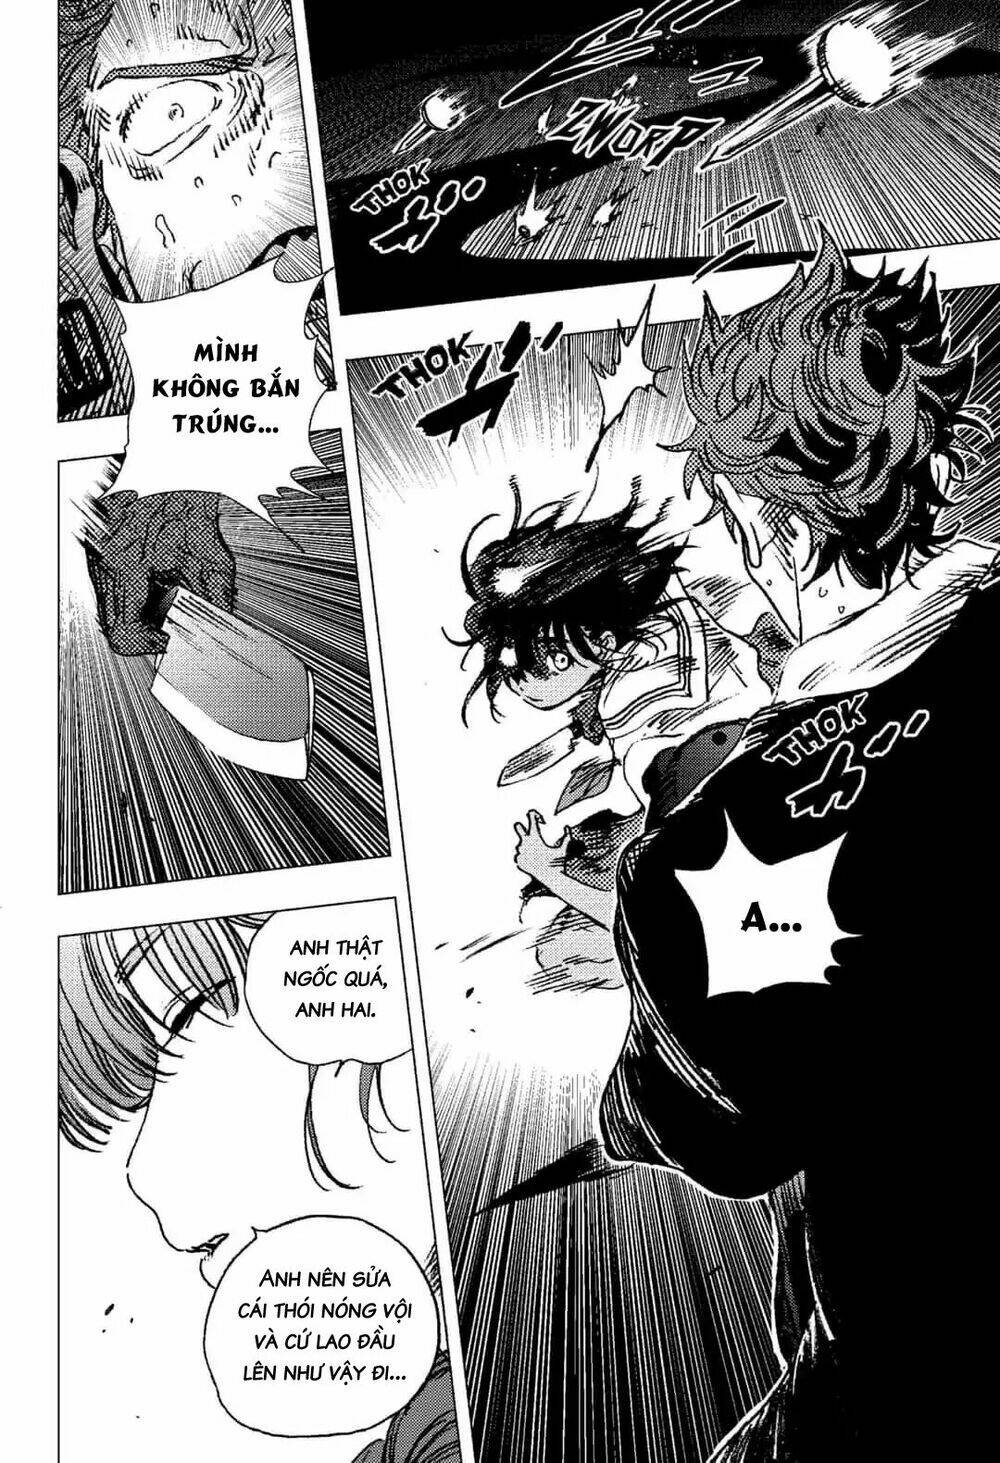 ZWORP
THOK
MÌNH
KHÔNG BẮN
TRÚNG...
THOK
THOK
A...
ANH THẬT
NGỐC QUÁ,
ANH HAI.
ANH NÊN SỬA
CÁI THÓI NÓNG VỘI
VÀ CỨ LAO ĐẦU
LÊN NHƯ VẬY ĐI...